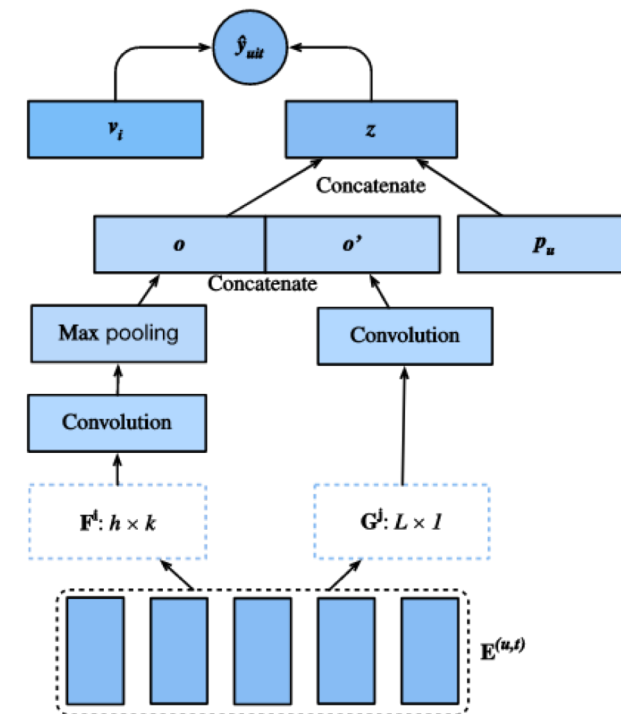 ŷ_uit
v_i
z
Concatenate
o
o’
p_u
Concatenate
Max pooling
Convolution
Convolution
F^i: h × k
G^j: L × 1
E^(u,t)